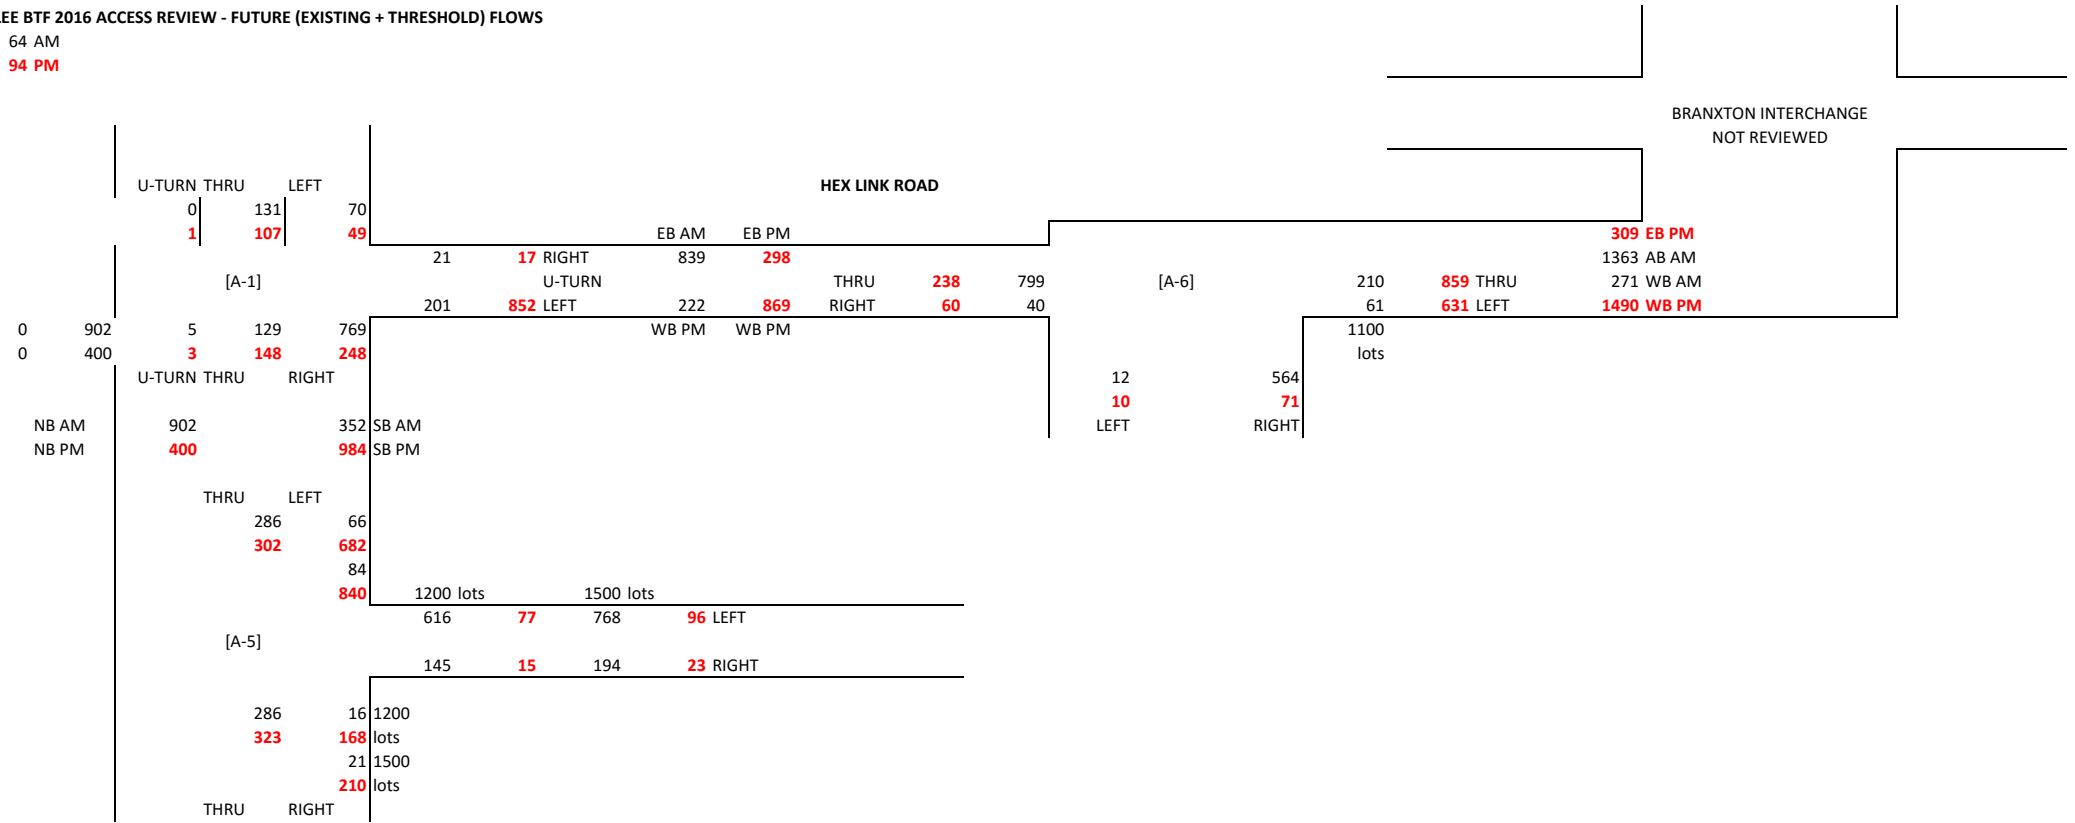 EE BTF 2016 ACCESS REVIEW - FUTURE (EXISTING + THRESHOLD) FLOWS
64 AM
94 PM
BRANXTON INTERCHANGE
NOT REVIEWED
U-TURN THRU LEFT HEX LINK ROAD
0 131 70
1 107 49 EB AM EB PM 309 EB PM
21 17 RIGHT 839 298 1363 AB AM
[A-1] U-TURN THRU 238 799 [A-6] 210 859 THRU 271 WB AM
201 852 LEFT 222 869 RIGHT 60 40 61 631 LEFT 1490 WB PM
0 902 5 129 769 WB PM WB PM 1100
0 400 3 148 248 lots
U-TURN THRU RIGHT 12 564
10 71
NB AM 902 352 SB AM LEFT RIGHT
NB PM 400 984 SB PM
THRU LEFT
286 66
302 682
84
840 1200 lots 1500 lots
616 77 768 96 LEFT
[A-5]
145 15 194 23 RIGHT
286 16 1200
323 168 lots
21 1500
210 lots
THRU RIGHT